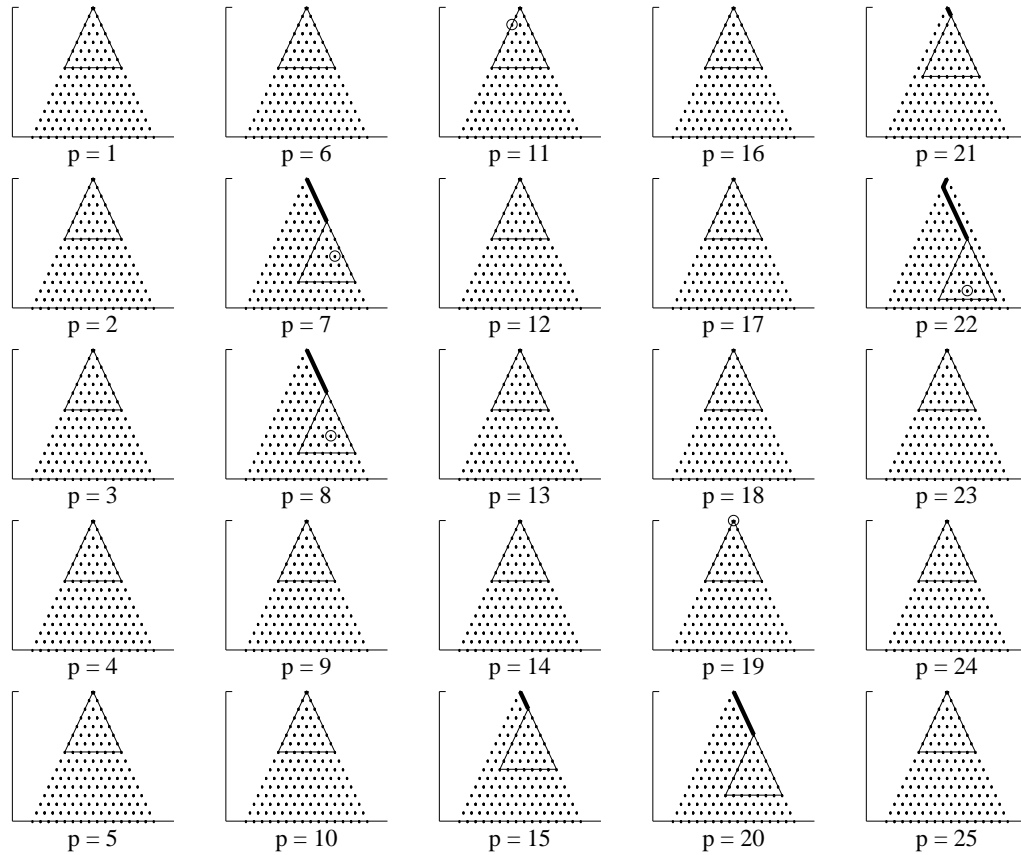 p = 1 p = 6 p = 11 p = 16 p = 21
p = 2 p = 7 p = 12 p = 17 p = 22
p = 3 p = 8 p = 13 p = 18 p = 23
p = 4 p = 9 p = 14 p = 19 p = 24
p = 5 p = 10 p = 15 p = 20 p = 25